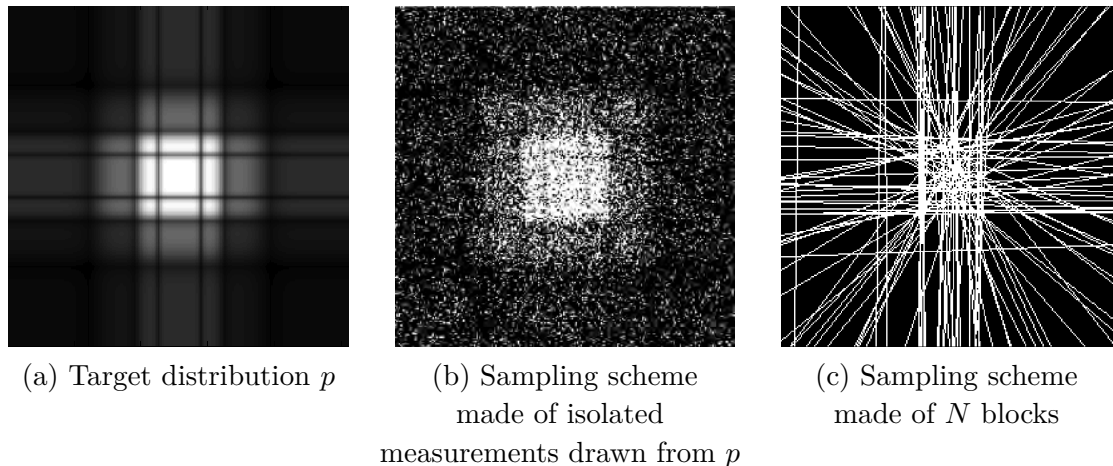 (a) Target distribution p
(b) Sampling scheme
made of isolated
measurements drawn from p
(c) Sampling scheme
made of N blocks